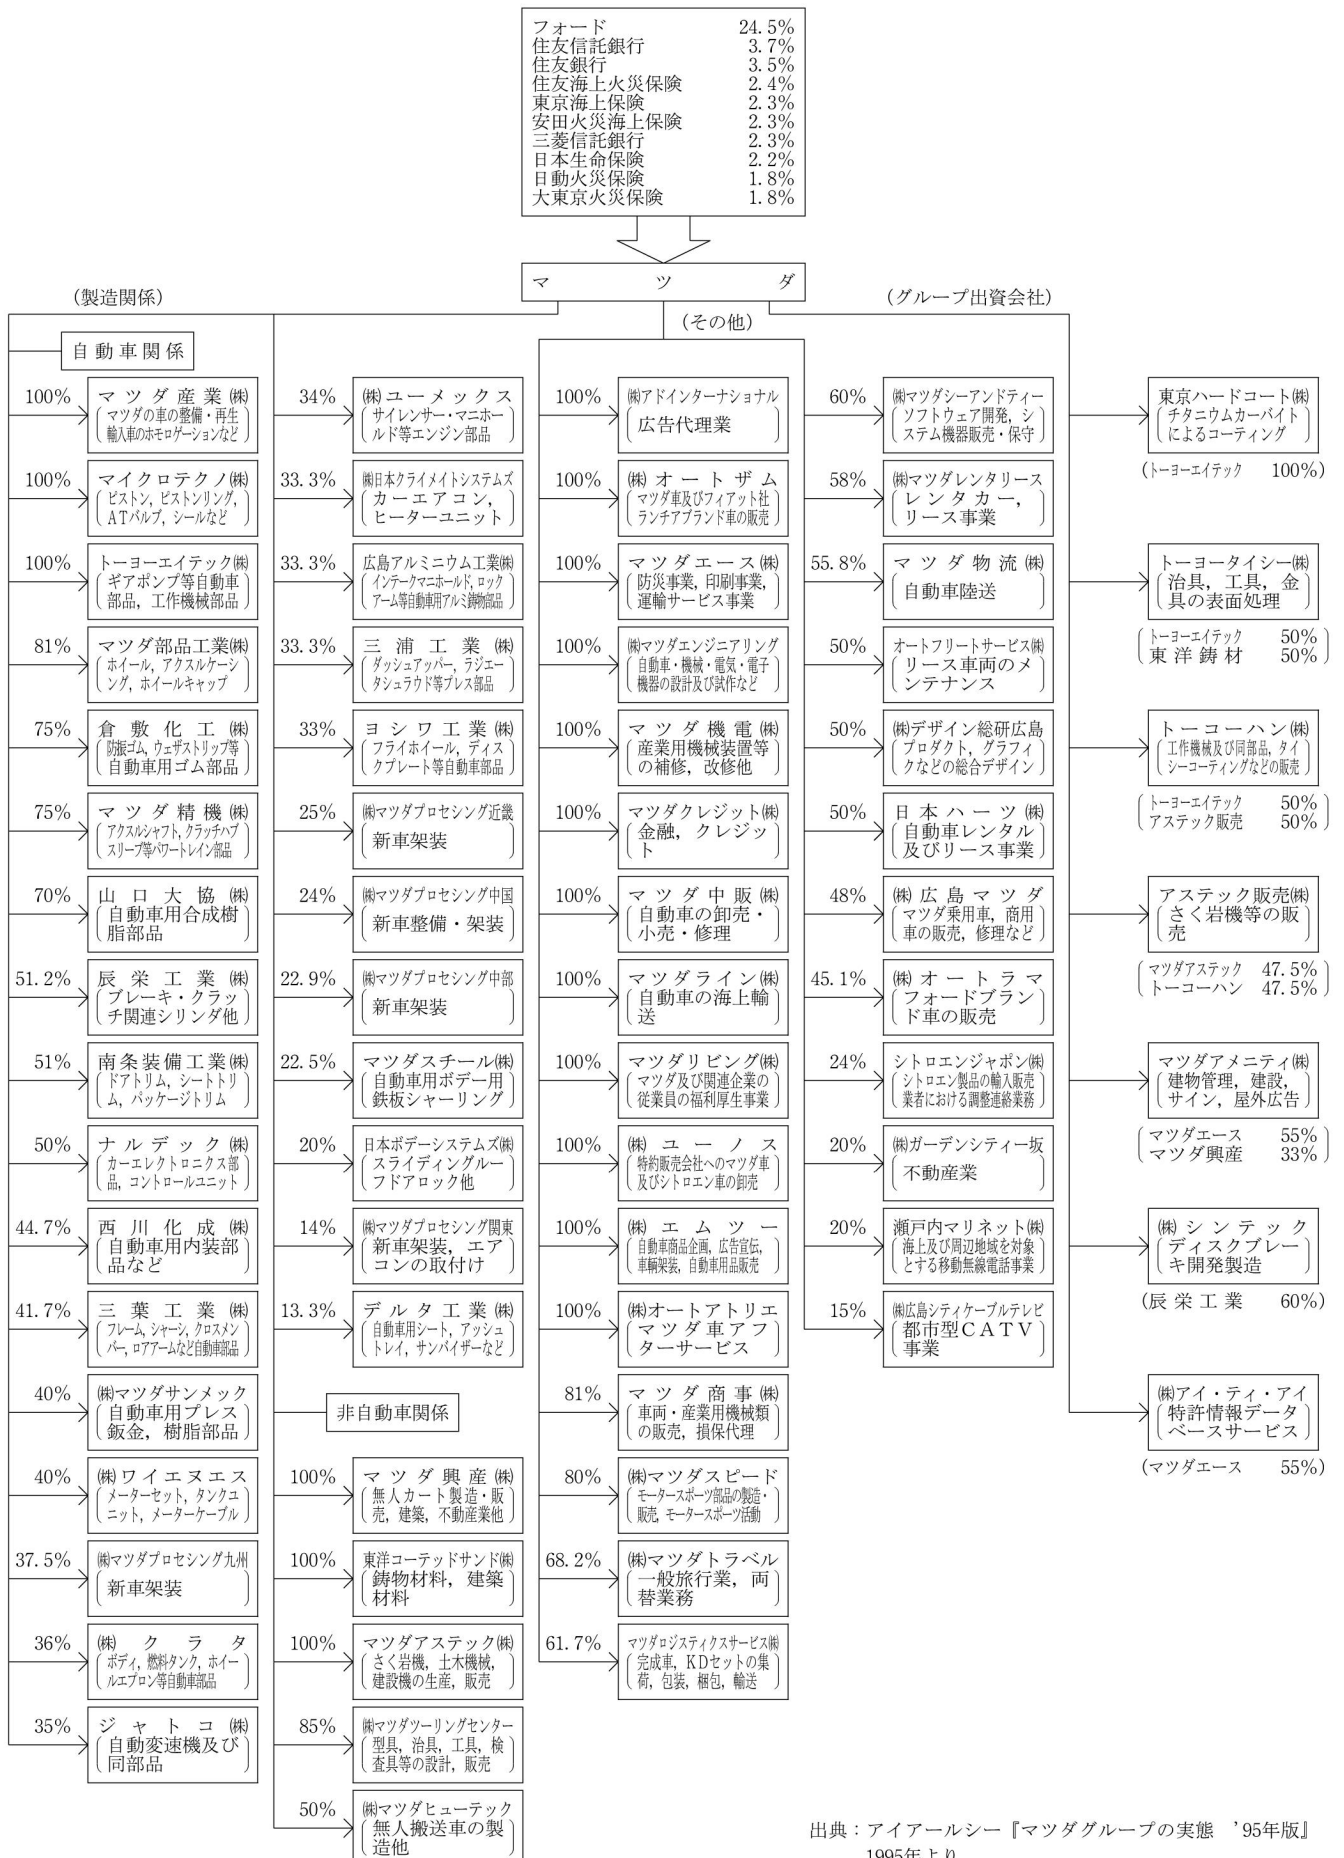 フォード 24.5%
住友信託銀行 3.7%
住友銀行 3.5%
住友海上火災保険 2.4%
東京海上保険 2.3%
安田火災海上保険 2.3%
三菱信託銀行 2.3%
日本生命保険 2.2%
日動火災保険 1.8%
大東京火災保険 1.8%
マツダ
(製造関係)
自動車関係
100%
マツダ産業㈱
マツダの車の整備・再生
輸入車のホモロゲーションなど
100%
マイクロテクノ㈱
ピストン, ピストンリング,
ATバルブ, シールなど
100%
トーヨーエイテック㈱
ギアポンプ等自動車
部品, 工作機械部品
81%
マツダ部品工業㈱
ホイール, アクスルケーシ
ング, ホイールキャップ
75%
倉敷化工㈱
防振ゴム, ウェザストリップ等
自動車用ゴム部品
75%
マツダ精機㈱
アクスルシャフト, クラッチハブ
スリーブ等パワートレイン部品
70%
山口大協㈱
自動車用合成樹
脂部品
51.2%
辰栄工業㈱
ブレーキ・クラッ
チ関連シリンダ他
51%
南条装備工業㈱
ドアトリム, シートトリ
ム, パッケージトリム
50%
ナルデック㈱
カーエレクトロニクス部
品, コントロールユニット
44.7%
西川化成㈱
自動車用内装部
品など
41.7%
三葉工業㈱
フレーム, シャーシ, クロスメン
バー, ロアアームなど自動車部品
40%
㈱マツダサンメック
自動車用プレス
鈑金, 樹脂部品
40%
㈱ワイエヌエス
メーターセット, タンクユ
ニット, メーターケーブル
37.5%
㈱マツダプロセシング九州
新車架装
36%
㈱クラタ
ボディ, 燃料タンク, ホイー
ルエプロン等自動車部品
35%
ジャトコ㈱
自動変速機及び
同部品
34%
㈱ユーメックス
サイレンサー・マニホー
ルド等エンジン部品
33.3%
㈱日本クライメイトシステムズ
カーエアコン,
ヒーターユニット
33.3%
広島アルミニウム工業㈱
インテークマニホールド, ロック
アーム等自動車用アルミ鋳物部品
33.3%
三浦工業㈱
ダッシュアッパー, ラジエー
タシュラウド等プレス部品
33%
ヨシワ工業㈱
フライホイール, ディス
クプレート等自動車部品
25%
㈱マツダプロセシング近畿
新車架装
24%
㈱マツダプロセシング中国
新車整備・架装
22.9%
㈱マツダプロセシング中部
新車架装
22.5%
マツダスチール㈱
自動車用ボデー用
鉄板シャーリング
20%
日本ボデーシステムズ㈱
スライディングルー
フドアロック他
14%
㈱マツダプロセシング関東
新車架装, エア
コンの取付け
13.3%
デルタ工業㈱
自動車用シート, アッシュ
トレイ, サンバイザーなど
非自動車関係
100%
マツダ興産㈱
無人カート製造・販
売, 建築, 不動産業他
100%
東洋コーテッドサンド㈱
鋳物材料, 建築
材料
100%
マツダアステック㈱
さく岩機, 土木機械,
建設機の生産, 販売
85%
㈱マツダツーリングセンター
型具, 治具, 工具, 検
査具等の設計, 販売
50%
㈱マツダヒューテック
無人搬送車の製
造他
(その他)
100%
㈱アドインターナショナル
広告代理業
100%
㈱オートザム
マツダ車及びフィアット社
ランチアブランド車の販売
100%
マツダエース㈱
防災事業, 印刷事業,
運輸サービス事業
100%
㈱マツダエンジニアリング
自動車・機械・電気・電子
機器の設計及び試作など
100%
マツダ機電㈱
産業用機械装置等
の補修, 改修他
100%
マツダクレジット㈱
金融, クレジッ
ト
100%
マツダ中販㈱
自動車の卸売・
小売・修理
100%
マツダライン㈱
自動車の海上輸
送
100%
マツダリビング㈱
マツダ及び関連企業の
従業員の福利厚生事業
100%
㈱ユーノス
特約販売会社へのマツダ車
及びシトロエン車の卸売
100%
㈱エムツー
自動車商品企画, 広告宣伝,
車輌架装, 自動車用品販売
100%
㈱オートアトリエ
マツダ車アフ
ターサービス
81%
マツダ商事㈱
車両・産業用機械類
の販売, 損保代理
80%
㈱マツダスピード
モータースポーツ部品の製造・
販売, モータースポーツ活動
68.2%
㈱マツダトラベル
一般旅行業, 両
替業務
61.7%
マツダロジスティクスサービス㈱
完成車, KDセットの集
荷, 包装, 梱包, 輸送
60%
㈱マツダシーアンドティー
ソフトウェア開発, シ
ステム機器販売・保守
58%
㈱マツダレンタリース
レンタカー,
リース事業
55.8%
マツダ物流㈱
自動車陸送
50%
オートフリートサービス㈱
リース車両のメ
ンテナンス
50%
㈱デザイン総研広島
プロダクト, グラフィ
クなどの総合デザイン
50%
日本ハーツ㈱
自動車レンタル
及びリース事業
48%
㈱広島マツダ
マツダ乗用車, 商用
車の販売, 修理など
45.1%
㈱オートラマ
フォードブラン
ド車の販売
24%
シトロエンジャポン㈱
シトロエン製品の輸入販売
業者における調整連絡業務
20%
㈱ガーデンシティー坂
不動産業
20%
瀬戸内マリネット㈱
海上及び周辺地域を対象
とする移動無線電話事業
15%
㈱広島シティケーブルテレビ
都市型CATV
事業
(グループ出資会社)
東京ハードコート㈱
チタニウムカーバイト
によるコーティング
(トーヨーエイテック 100%)
トーヨータイシー㈱
治具, 工具, 金
具の表面処理
トーヨーエイテック 50%
東洋鋳材 50%
トーコーハン㈱
工作機械及び同部品, タイ
シーコーティングなどの販売
トーヨーエイテック 50%
アステック販売 50%
アステック販売㈱
さく岩機等の販
売
マツダアステック 47.5%
トーコーハン 47.5%
マツダアメニティ㈱
建物管理, 建設,
サイン, 屋外広告
マツダエース 55%
マツダ興産 33%
㈱シンテック
ディスクブレー
キ開発製造
(辰栄工業 60%)
㈱アイ・ティ・アイ
特許情報データ
ベースサービス
(マツダエース 55%)
出典：アイアールシー『マツダグループの実態 ’95年版』
1995年より